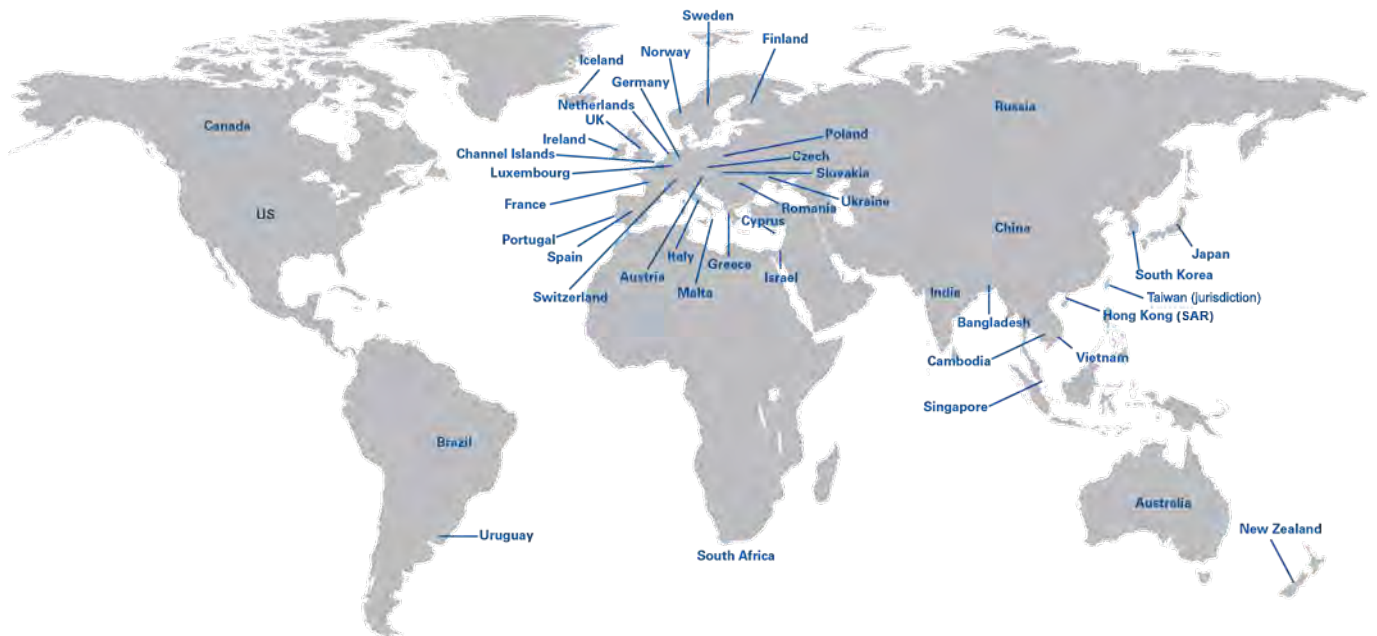 Sweden
Finland
Norway
Iceland
Germany
Netherlands
UK
Ireland
Channel Islands
Luxembourg
France
Portugal
Spain
Switzerland
Austria
Italy
Malta
Greece
Cyprus
Israel
Poland
Czech
Slovakia
Ukraine
Romania
Russia
Canada
US
China
Japan
South Korea
Taiwan (jurisdiction)
Hong Kong (SAR)
India
Bangladesh
Vietnam
Cambodia
Singapore
Brazil
Uruguay
South Africa
Australia
New Zealand